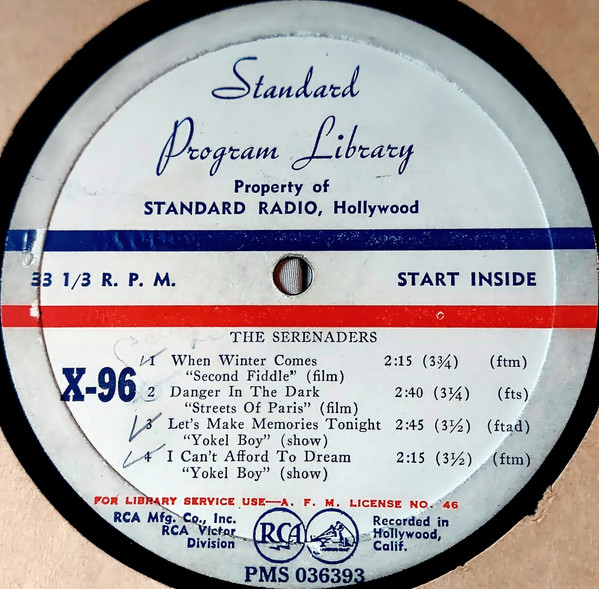 Standard
Program Library
Property of
STANDARD RADIO, Hollywood
33 1/3 R. P. M. START INSIDE
THE SERENADERS
X-96
1 When Winter Comes 2:15 (3¾) (ftm)
"Second Fiddle" (film)
2 Danger In The Dark 2:40 (3¼) (fts)
"Streets Of Paris" (film)
3 Let's Make Memories Tonight 2:45 (3½) (ftad)
"Yokel Boy" (show)
4 I Can't Afford To Dream 2:15 (3½) (ftm)
"Yokel Boy" (show)
FOR LIBRARY SERVICE USE—A. F. M. LICENSE NO. 46
RCA Mfg. Co., Inc.
RCA Victor
Division
RCA
Recorded in
Hollywood,
Calif.
PMS 036393